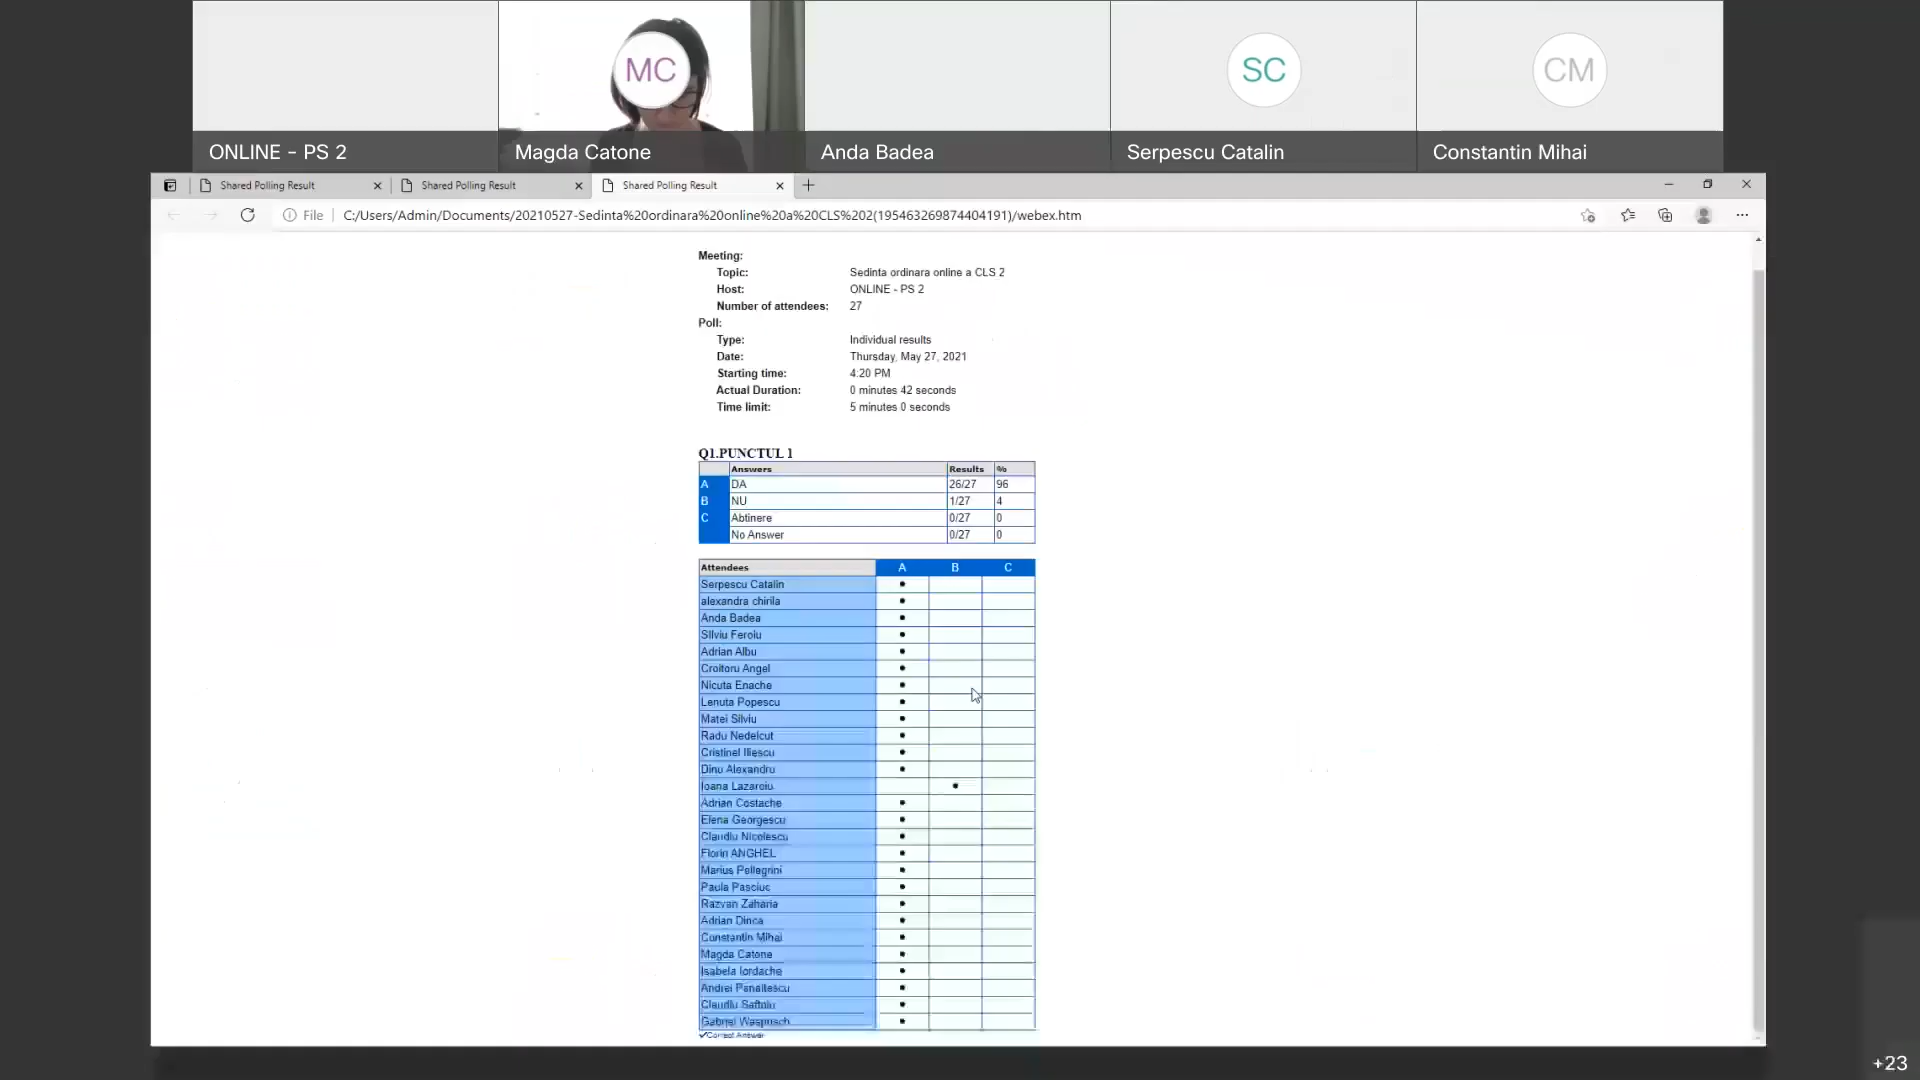 MC
SC
CM
ONLINE - PS 2
Magda Catone
Anda Badea
Serpescu Catalin
Constantin Mihai
Shared Polling Result
Shared Polling Result
Shared Polling Result
File
C:/Users/Admin/Documents/20210527-Sedinta%20ordinara%20online%20a%20CLS%202(195463269874404191)/webex.htm
Meeting:
Topic: Sedinta ordinara online a CLS 2
Host: ONLINE - PS 2
Number of attendees: 27
Poll:
Type: Individual results
Date: Thursday, May 27, 2021
Starting time: 4:20 PM
Actual Duration: 0 minutes 42 seconds
Time limit: 5 minutes 0 seconds
Q1.PUNCTUL 1
Answers Results %
A DA 26/27 96
B NU 1/27 4
C Abtinere 0/27 0
No Answer 0/27 0
Attendees A B C
Serpescu Catalin
alexandra chirila
Anda Badea
Silviu Feroiu
Adrian Albu
Croitoru Angel
Nicuta Enache
Lenuta Popescu
Matei Silviu
Radu Nedelcut
Cristinel Iliescu
Dinu Alexandru
Ioana Lazaroiu
Adrian Costache
Elena Georgescu
Claudiu Nicolescu
Florin ANGHEL
Marius Pellegrini
Paula Pasciuc
Razvan Zaharia
Adrian Dinca
Constantin Mihai
Magda Catone
Isabela Iordache
Andrei Panaitescu
Claudiu Saftoiu
Gabriel Waspusch
Correct Answer
+23